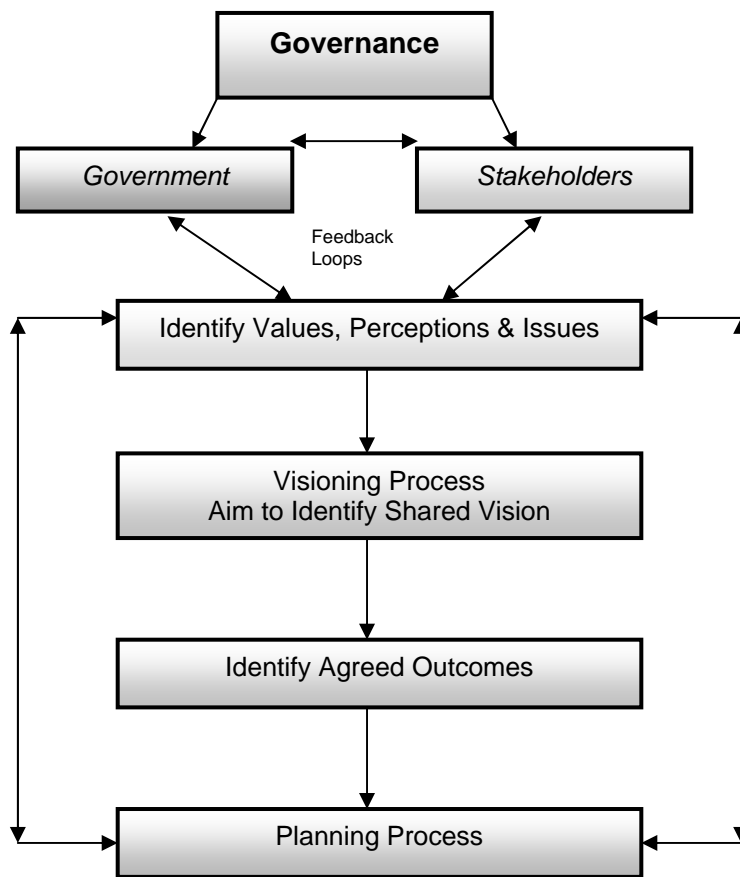 Governance
Government
Stakeholders
Feedback
Loops
Identify Values, Perceptions & Issues
Visioning Process
Aim to Identify Shared Vision
Identify Agreed Outcomes
Planning Process